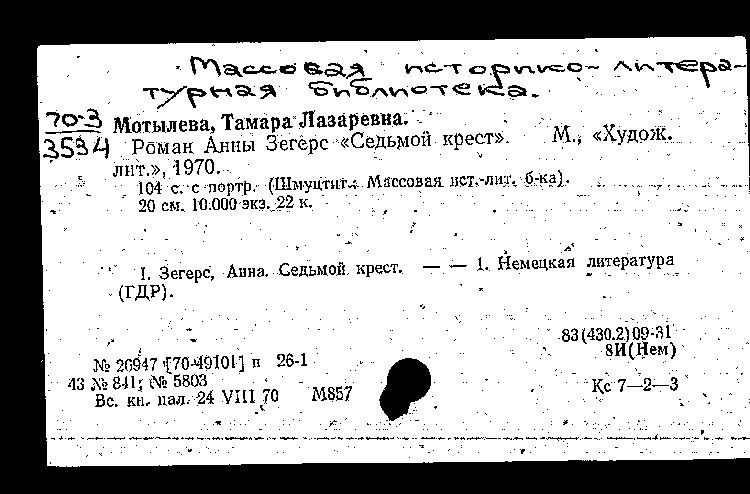 Массовая историко-литера-
турная библиотека.
70-3
3534
Мотылева, Тамара Лазаревна.
Роман Анны Зегерс «Седьмой крест». М., «Худож.
лит.», 1970.
104 с. с портр. (Шмуцтит.: Массовая ист.-лит. б-ка).
20 см. 10.000 экз. 22 к.
I. Зегерс, Анна. Седьмой крест. — — 1. Немецкая литература
(ГДР).
83(430.2)09-31
8И(Нем)
№ 26947 [70-49101] п 26-1
43 № 841; № 5803
Вс. кн. пал. 24 VIII 70 М857
Кс 7—2—3